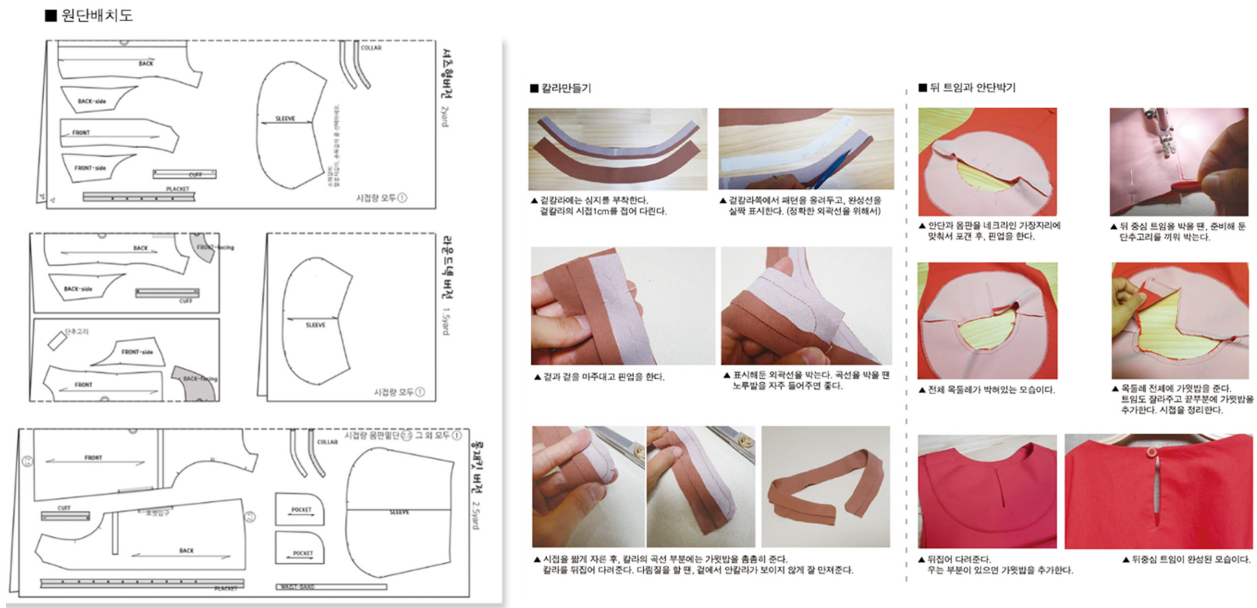 ■ 원단배치도
BACK
COLLAR
셔츠형버전 2yard
BACK-side
FRONT
SLEEVE
소매길이
FRONT-side
CUFF
PLACKET
시접량 모두①
BACK
FRONT-facing
라운드넥 버전 1.5yard
BACK-side
CUFF
SLEEVE
단추고리
FRONT-side
BACK-facing
FRONT
시접량 모두①
시접량 몸판밑단 그 외 모두①
COLLAR
롱재킷 버전 2.5yard
FRONT
CUFF
포켓입구
POCKET
SLEEVE
BACK
POCKET
PLACKET
WAIST-BAND
■ 칼라만들기
▲ 겉칼라에는 심지를 부착한다.
겉칼라의 시접1cm를 접어 다린다.
▲ 겉칼라쪽에서 패턴을 올려두고, 완성선을
살짝 표시한다. (정확한 외곽선을 위해서)
▲ 겉과 겉을 마주대고 핀업을 한다.
▲ 표시해둔 외곽선을 박는다. 곡선을 박을 땐
노루발을 자주 들어주면 좋다.
▲ 시접을 짧게 자른 후, 칼라의 곡선 부분에는 가윗밥을 촘촘히 준다.
칼라를 뒤집어 다려준다. 다림질을 할 땐, 겉에서 안칼라가 보이지 않게 잘 만져준다.
■ 뒤 트임과 안단박기
▲ 안단과 몸판을 네크라인 가장자리에
맞춰서 포갠 후, 핀업을 한다.
▲ 뒤 중심 트임을 박을 땐, 준비해 둔
단추고리를 끼워 박는다.
▲ 전체 목둘레가 박혀있는 모습이다.
▲ 목둘레 전체에 가윗밥을 준다.
트임도 잘라주고 끝부분에 가윗밥을
추가한다. 시접을 정리한다.
▲ 뒤집어 다려준다.
우는 부분이 있으면 가윗밥을 추가한다.
▲ 뒤중심 트임이 완성된 모습이다.